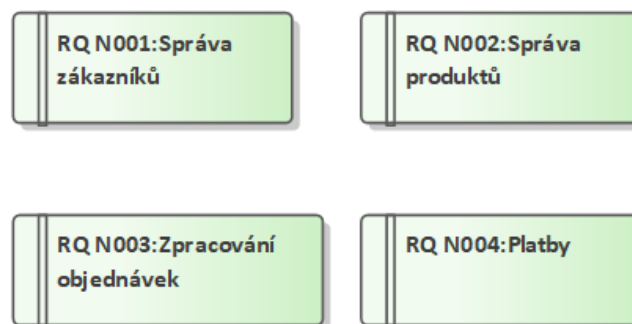 RQ N001:Správa
zákazníků
RQ N002:Správa
produktů
RQ N003:Zpracování
objednávek
RQ N004:Platby